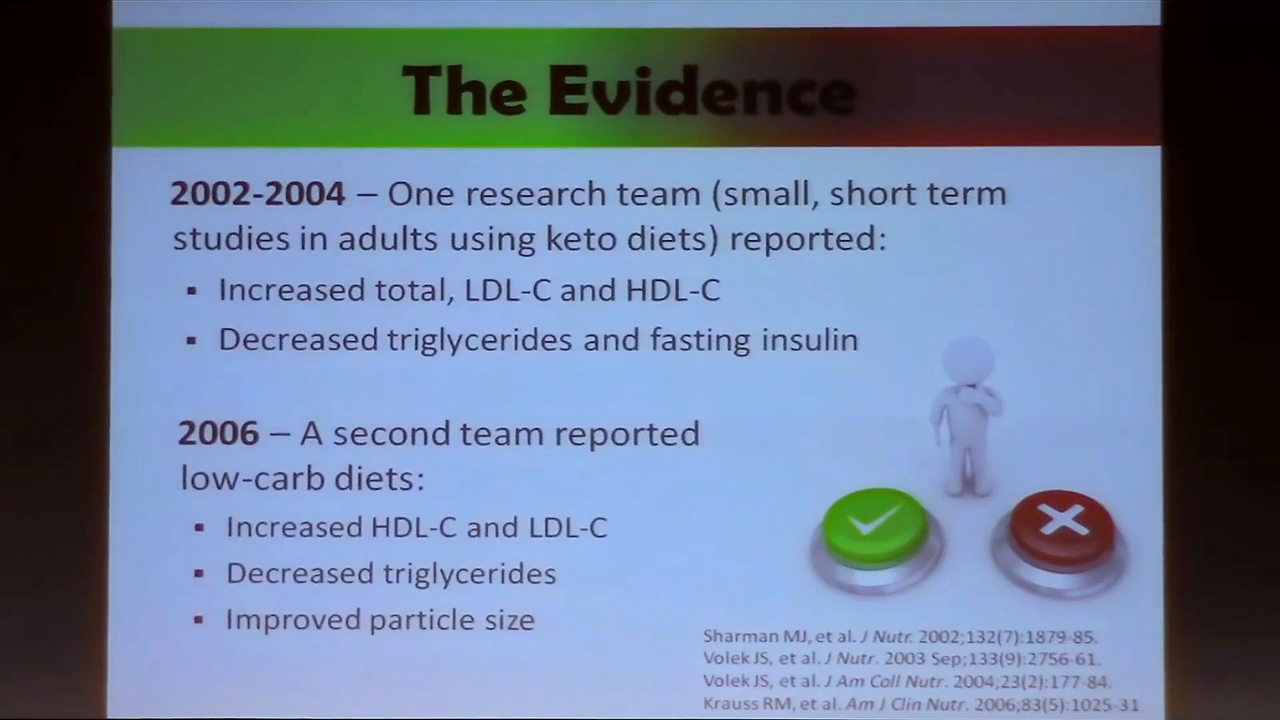 The Evidence
2002-2004 – One research team (small, short term
studies in adults using keto diets) reported:
▪ Increased total, LDL-C and HDL-C
▪ Decreased triglycerides and fasting insulin
2006 – A second team reported
low-carb diets:
▪ Increased HDL-C and LDL-C
▪ Decreased triglycerides
▪ Improved particle size
Sharman MJ, et al. J Nutr. 2002;132(7):1879-85.
Volek JS, et al. J Nutr. 2003 Sep;133(9):2756-61.
Volek JS, et al. J Am Coll Nutr. 2004;23(2):177-84.
Krauss RM, et al. Am J Clin Nutr. 2006;83(5):1025-31